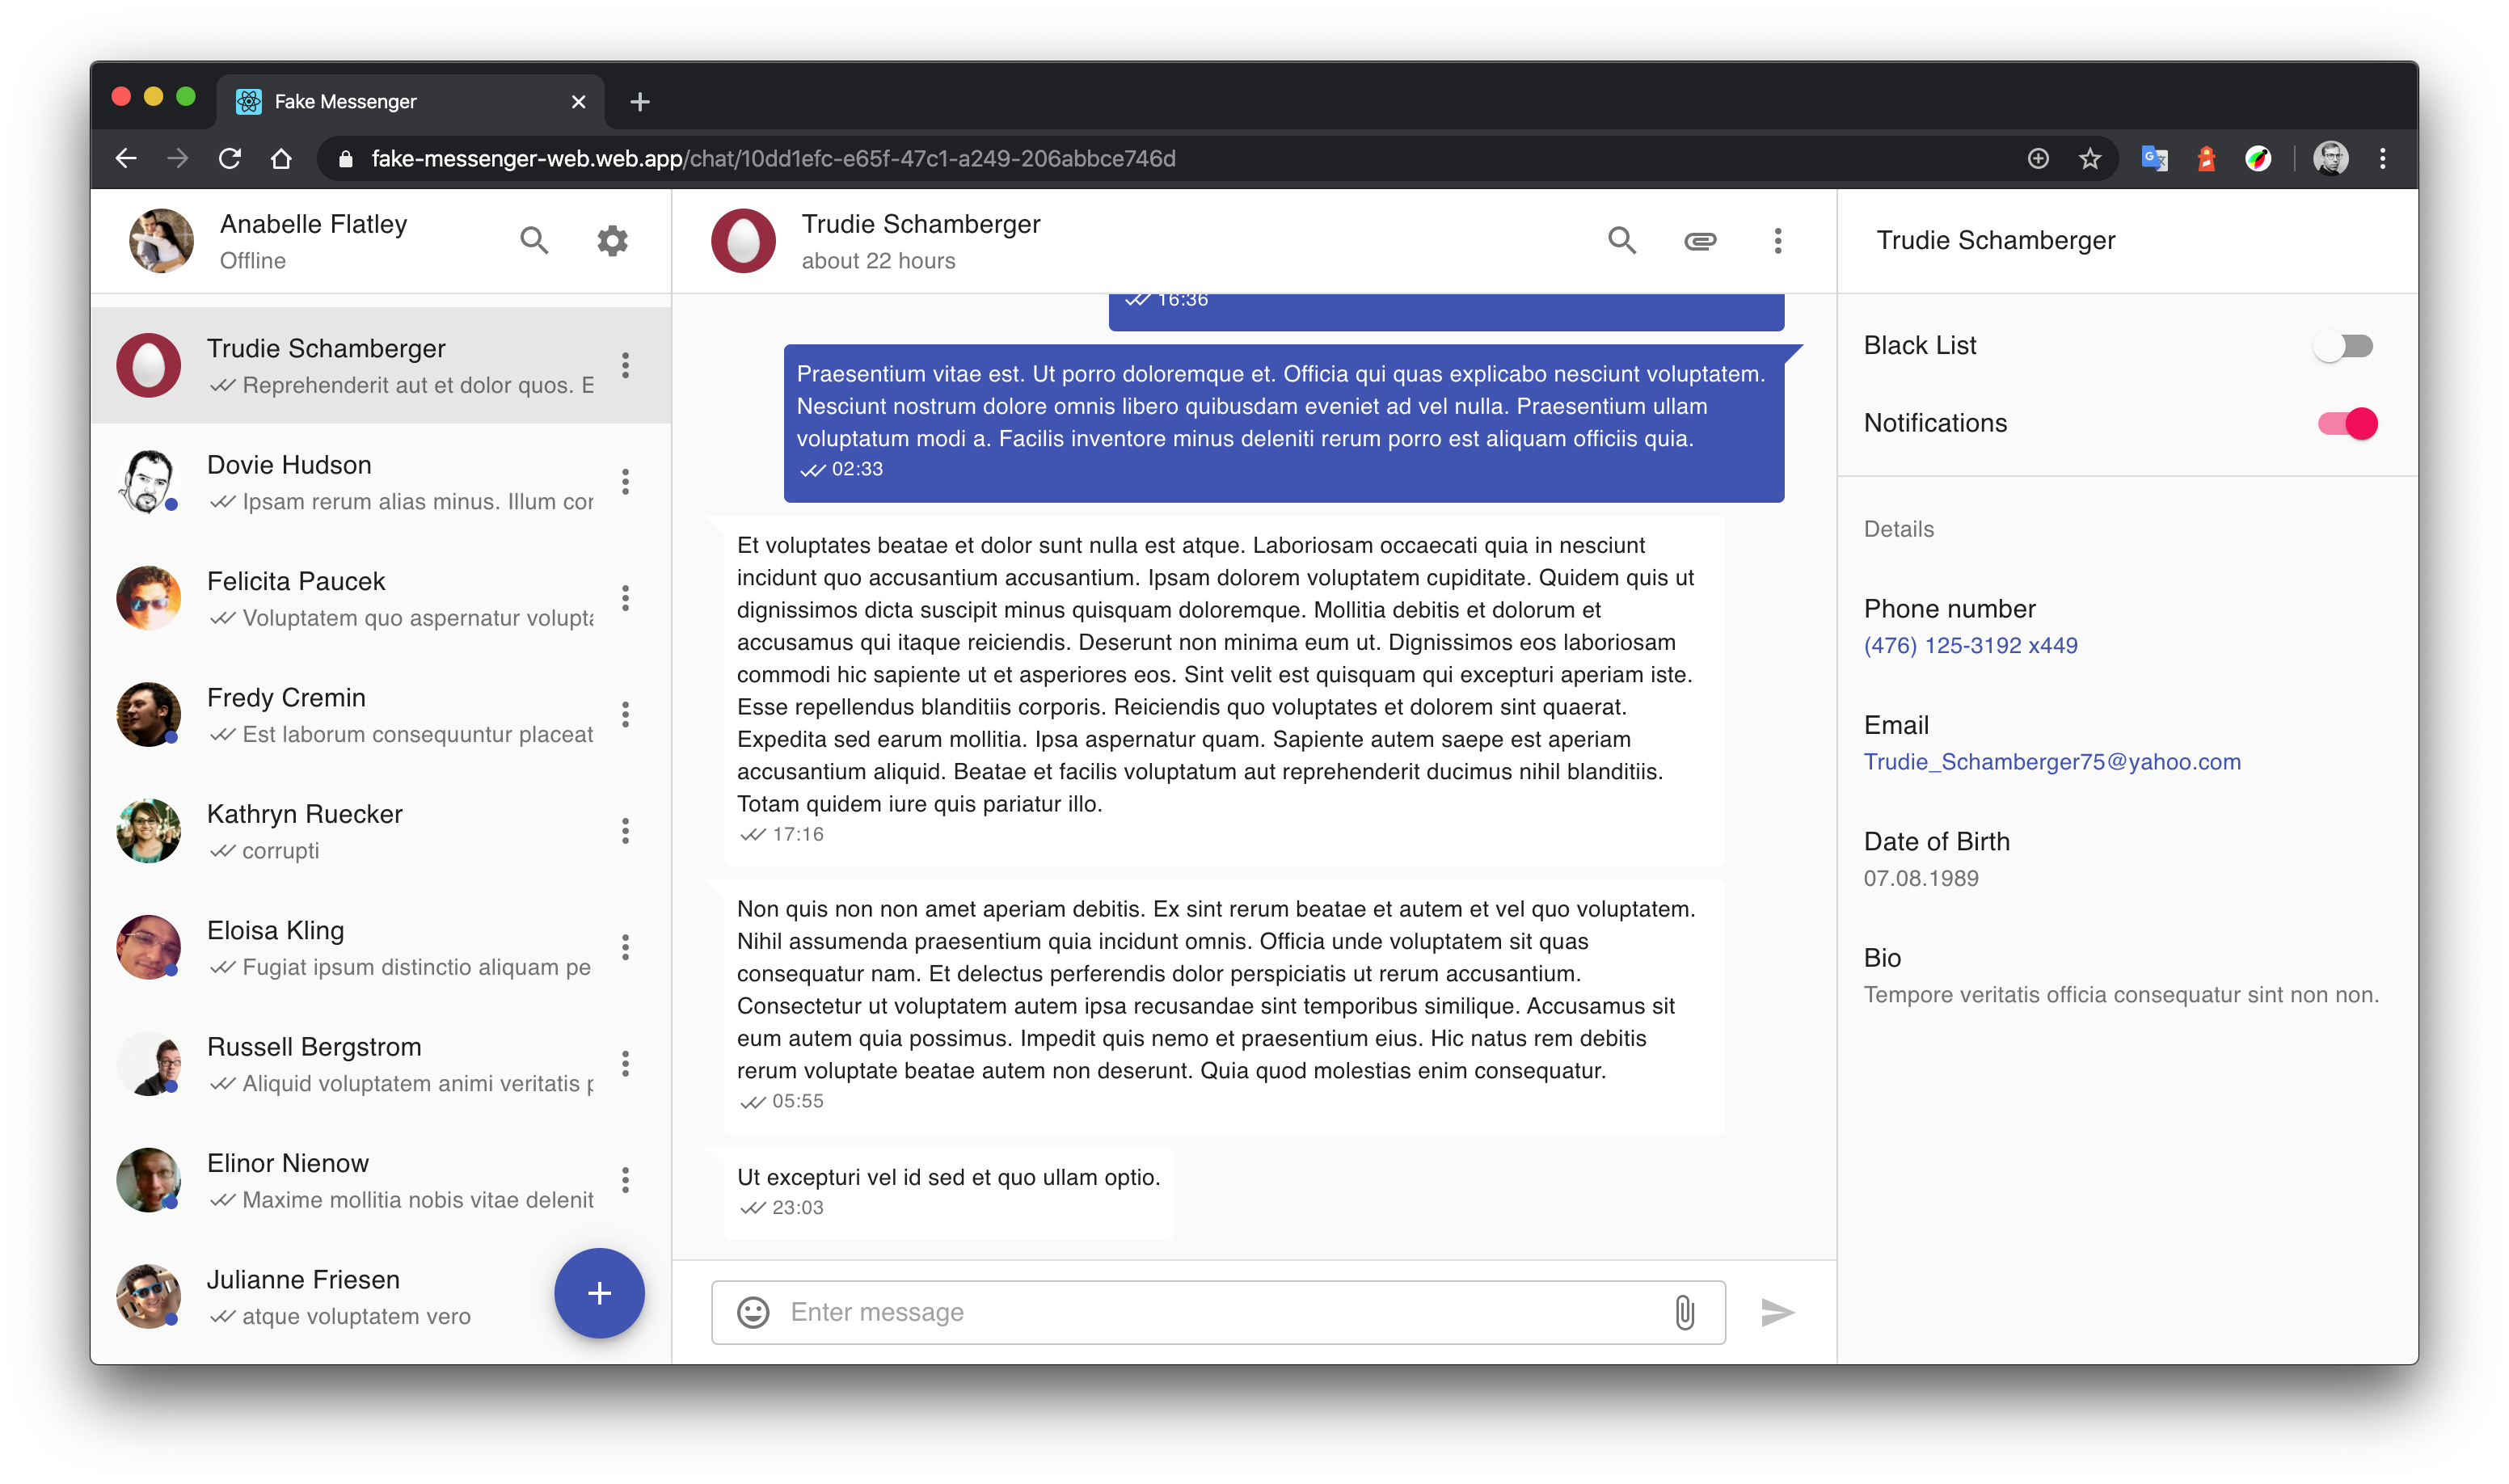 Fake Messenger
fake-messenger-web.web.app/chat/10dd1efc-e65f-47c1-a249-206abbce746d
Anabelle Flatley
Offline
Trudie Schamberger
Reprehenderit aut et dolor quos. E
Dovie Hudson
Ipsam rerum alias minus. Illum cor
Felicita Paucek
Voluptatem quo aspernatur volupta
Fredy Cremin
Est laborum consequuntur placeat
Kathryn Ruecker
corrupti
Eloisa Kling
Fugiat ipsum distinctio aliquam pe
Russell Bergstrom
Aliquid voluptatem animi veritatis p
Elinor Nienow
Maxime mollitia nobis vitae delenit
Julianne Friesen
atque voluptatem vero
Trudie Schamberger
about 22 hours
16:36
Praesentium vitae est. Ut porro doloremque et. Officia qui quas explicabo nesciunt voluptatem.
Nesciunt nostrum dolore omnis libero quibusdam eveniet ad vel nulla. Praesentium ullam
voluptatum modi a. Facilis inventore minus deleniti rerum porro est aliquam officiis quia.
02:33
Et voluptates beatae et dolor sunt nulla est atque. Laboriosam occaecati quia in nesciunt
incidunt quo accusantium accusantium. Ipsam dolorem voluptatem cupiditate. Quidem quis ut
dignissimos dicta suscipit minus quisquam doloremque. Mollitia debitis et dolorum et
accusamus qui itaque reiciendis. Deserunt non minima eum ut. Dignissimos eos laboriosam
commodi hic sapiente ut et asperiores eos. Sint velit est quisquam qui excepturi aperiam iste.
Esse repellendus blanditiis corporis. Reiciendis quo voluptates et dolorem sint quaerat.
Expedita sed earum mollitia. Ipsa aspernatur quam. Sapiente autem saepe est aperiam
accusantium aliquid. Beatae et facilis voluptatum aut reprehenderit ducimus nihil blanditiis.
Totam quidem iure quis pariatur illo.
17:16
Non quis non non amet aperiam debitis. Ex sint rerum beatae et autem et vel quo voluptatem.
Nihil assumenda praesentium quia incidunt omnis. Officia unde voluptatem sit quas
consequatur nam. Et delectus perferendis dolor perspiciatis ut rerum accusantium.
Consectetur ut voluptatem autem ipsa recusandae sint temporibus similique. Accusamus sit
eum autem quia possimus. Impedit quis nemo et praesentium eius. Hic natus rem debitis
rerum voluptate beatae autem non deserunt. Quia quod molestias enim consequatur.
05:55
Ut excepturi vel id sed et quo ullam optio.
23:03
Enter message
Trudie Schamberger
Black List
Notifications
Details
Phone number
(476) 125-3192 x449
Email
Trudie_Schamberger75@yahoo.com
Date of Birth
07.08.1989
Bio
Tempore veritatis officia consequatur sint non non.